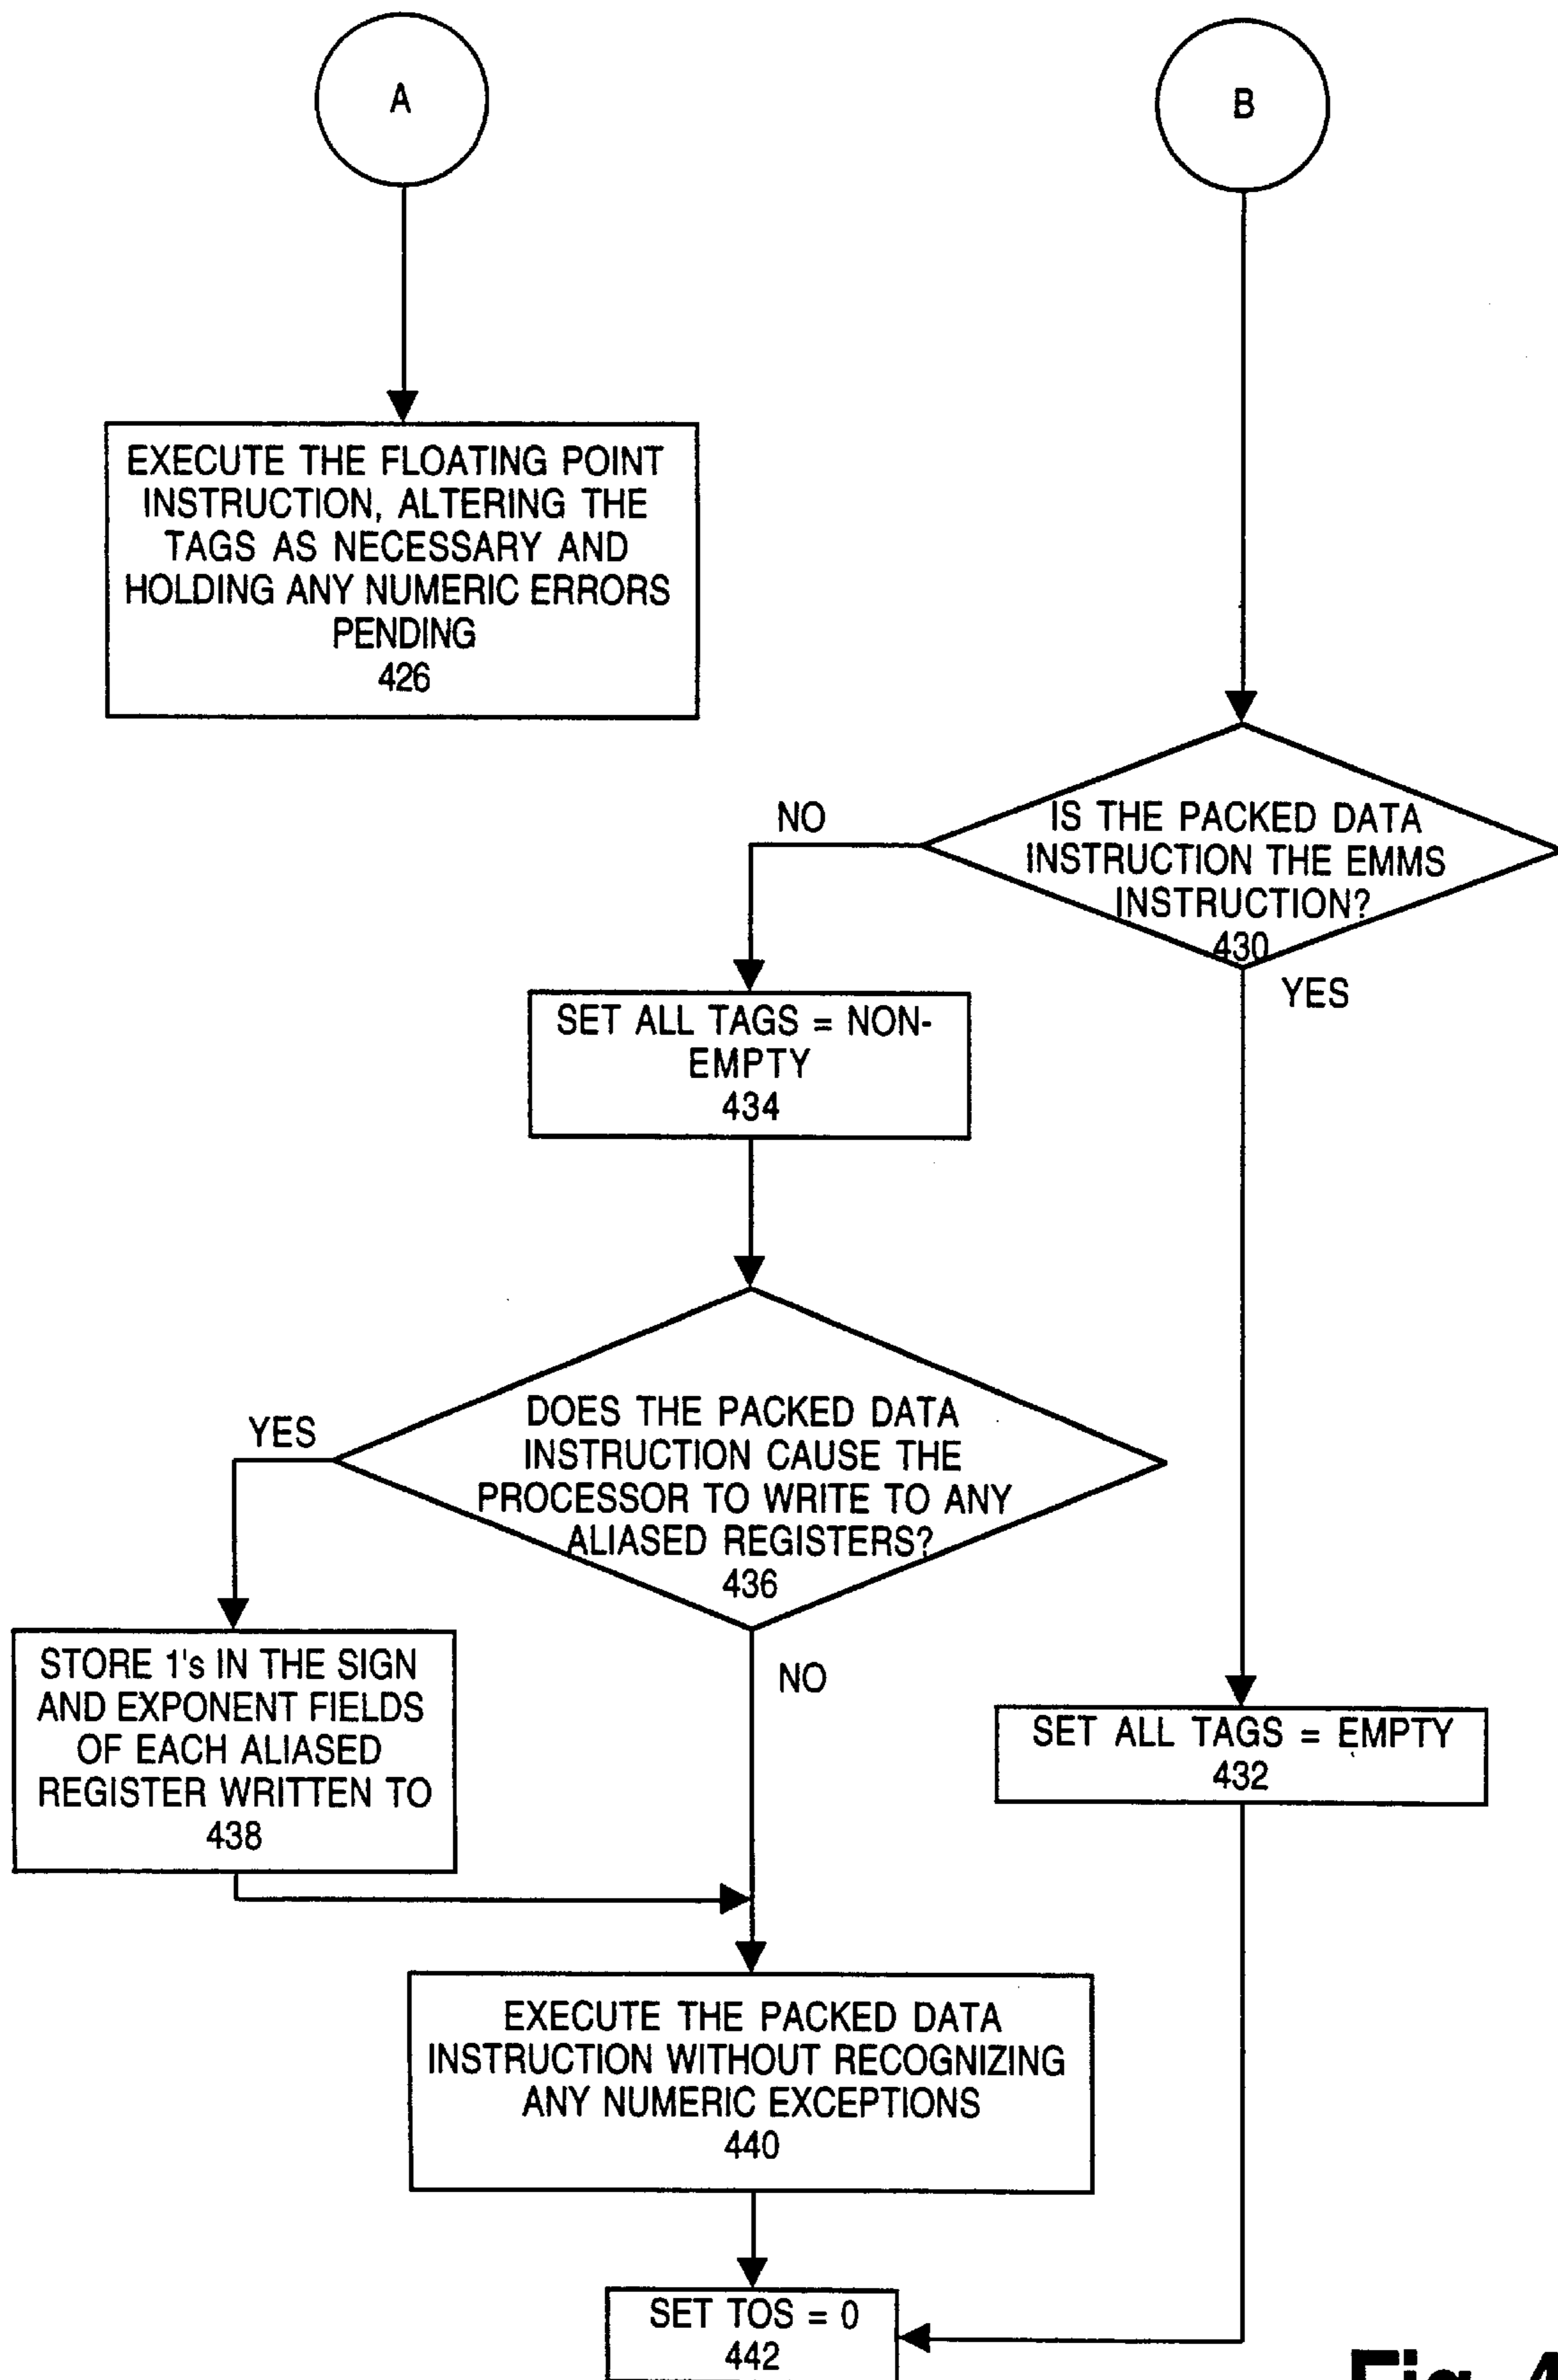 A
B
EXECUTE THE FLOATING POINT
INSTRUCTION, ALTERING THE
TAGS AS NECESSARY AND
HOLDING ANY NUMERIC ERRORS
PENDING
426
IS THE PACKED DATA
INSTRUCTION THE EMMS
INSTRUCTION?
430
NO
YES
SET ALL TAGS = NON-
EMPTY
434
DOES THE PACKED DATA
INSTRUCTION CAUSE THE
PROCESSOR TO WRITE TO ANY
ALIASED REGISTERS?
436
YES
NO
STORE 1's IN THE SIGN
AND EXPONENT FIELDS
OF EACH ALIASED
REGISTER WRITTEN TO
438
SET ALL TAGS = EMPTY
432
EXECUTE THE PACKED DATA
INSTRUCTION WITHOUT RECOGNIZING
ANY NUMERIC EXCEPTIONS
440
SET TOS = 0
442